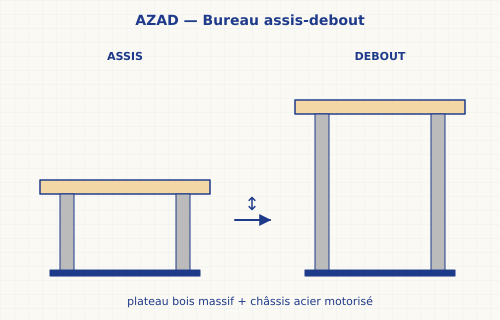 AZAD — Bureau assis-debout
ASSIS
DEBOUT
↕
plateau bois massif + châssis acier motorisé